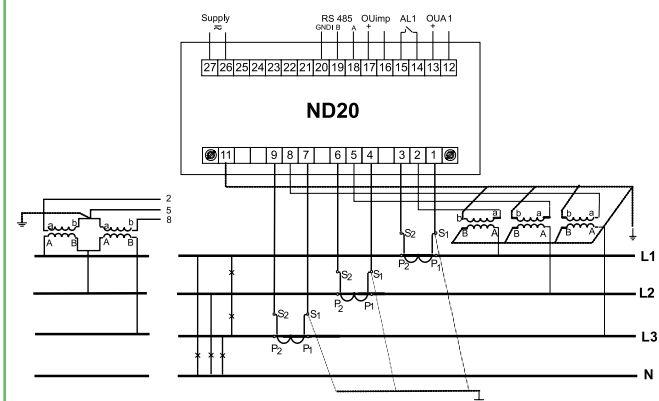 Supply RS 485 OUimp AL1 OUA 1
GNDI B A + +
27 26 25 24 23 22 21 20 19 18 17 16 15 14 13 12
ND20
11 9 8 7 6 5 4 3 2 1
2
5
8
a b a b
A B A B
b a b a b a
B A B A B A
S2 S1
P2 P1
L1
S2 S1
P2 P1
L2
S2 S1
P2 P1
L3
N